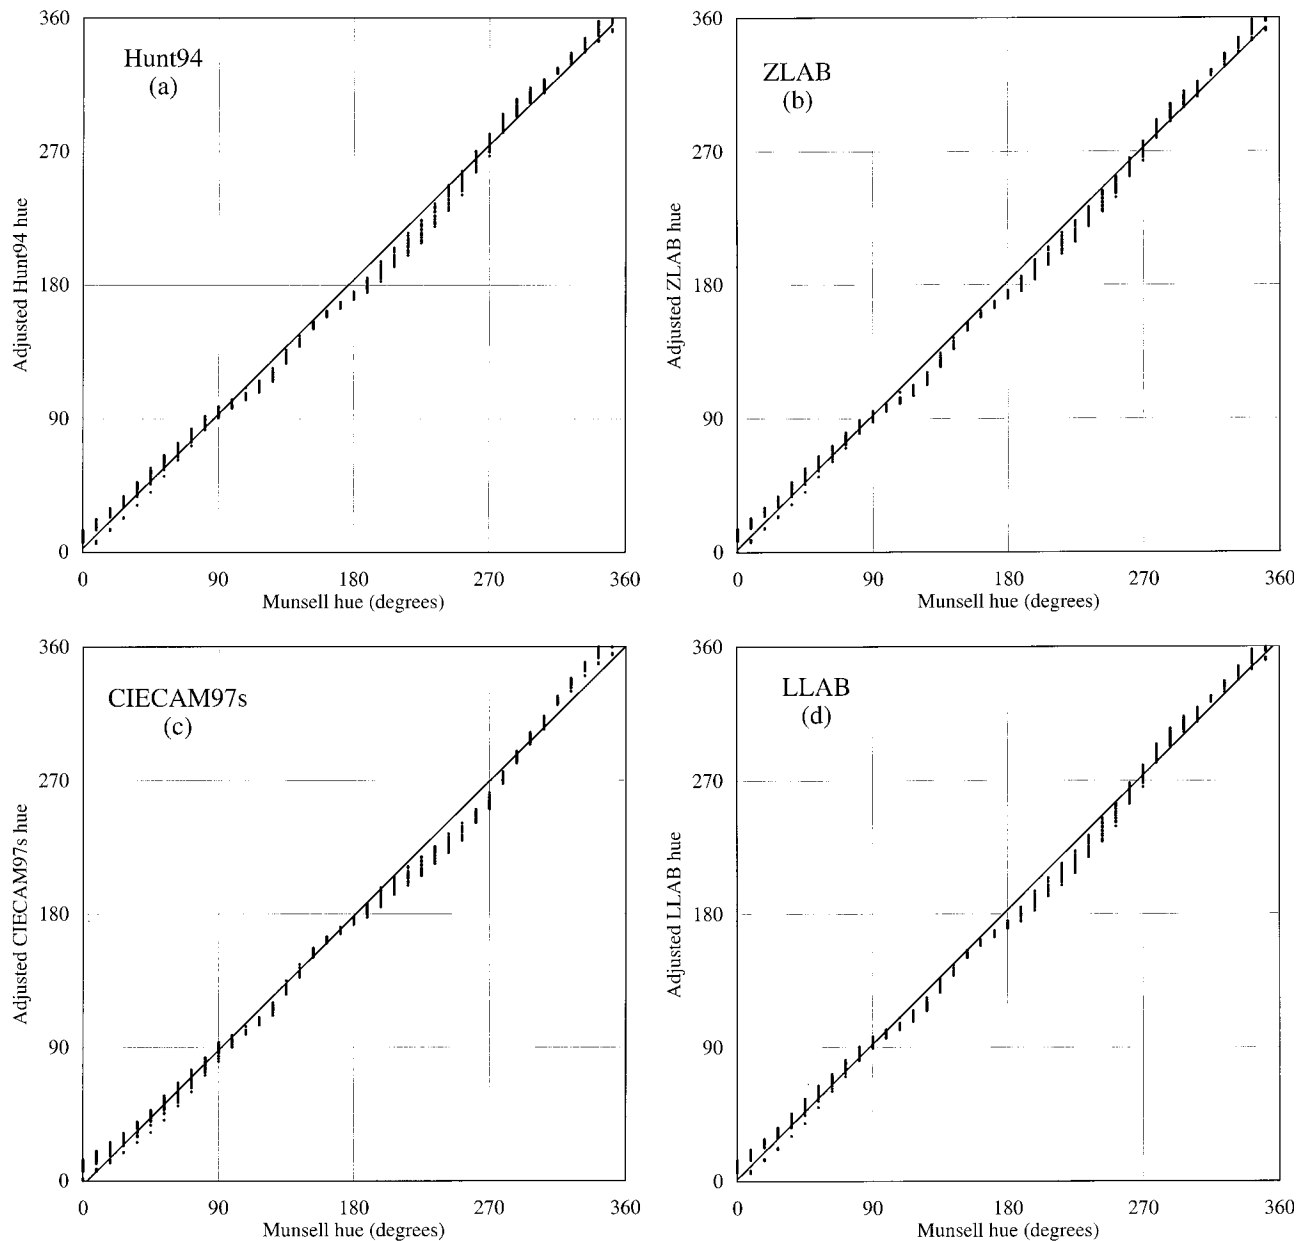 360
Hunt94
(a)
270
180
90
0
Adjusted Hunt94 hue
0 90 180 270 360
Munsell hue (degrees)
360
ZLAB
(b)
270
180
90
0
Adjusted ZLAB hue
0 90 180 270 360
Munsell hue (degrees)
360
CIECAM97s
(c)
270
180
90
0
Adjusted CIECAM97s hue
0 90 180 270 360
Munsell hue (degrees)
360
LLAB
(d)
270
180
90
0
Adjusted LLAB hue
0 90 180 270 360
Munsell hue (degrees)